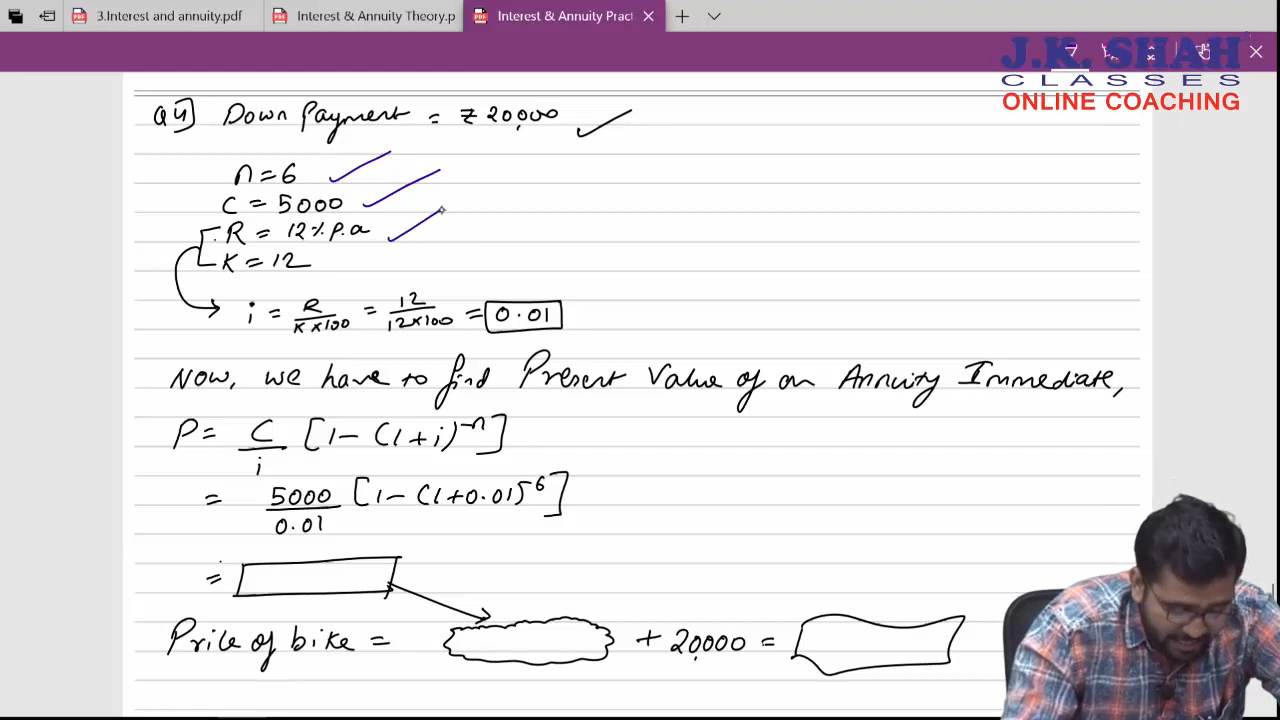 3.Interest and annuity.pdf
Interest & Annuity Theory.p
Interest & Annuity Pract
J.K. SHAH
CLASSES
ONLINE COACHING
Q4] Down Payment = ₹ 20,000
n = 6
C = 5000
R = 12% p.a
K = 12
i = R/K×100 = 12/12×100 = 0.01
Now, we have to find Present Value of an Annuity Immediate,
P = C/i [1 - (1+i)^-n]
= 5000/0.01 [1 - (1+0.01)^-6]
=
Price of bike = + 20,000 =